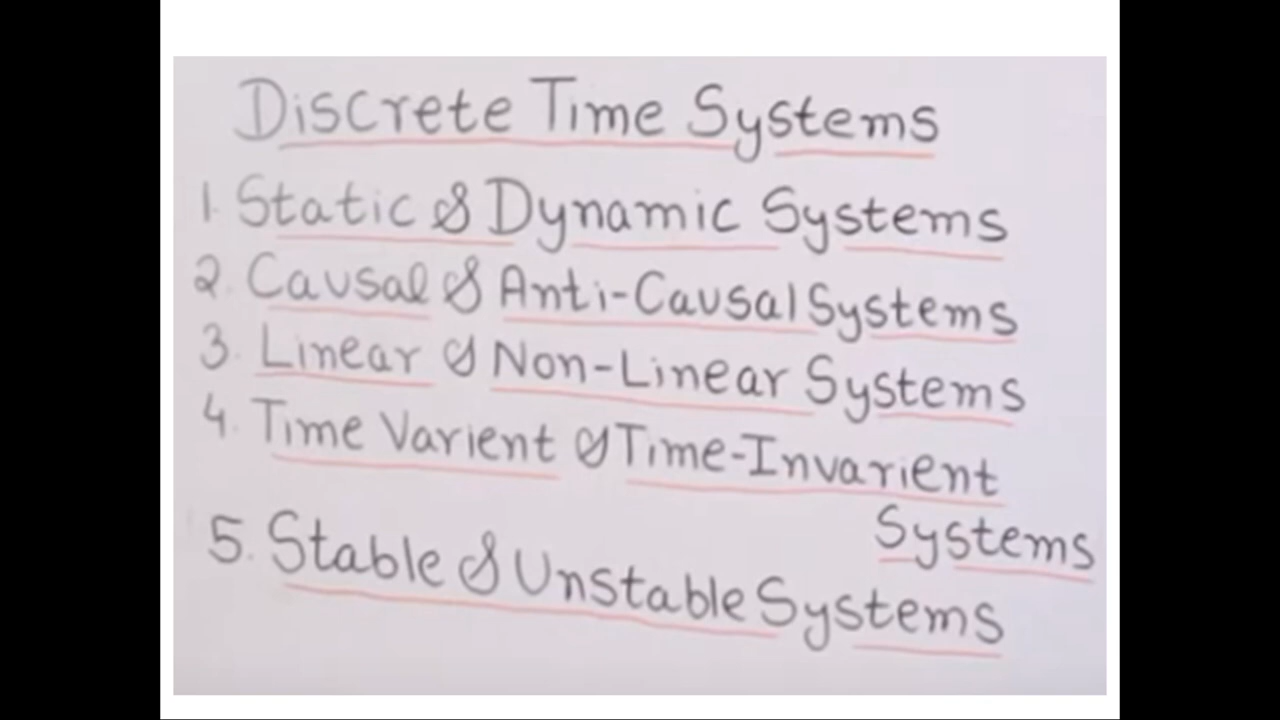 Discrete Time Systems
1. Static & Dynamic Systems
2. Causal & Anti-Causal Systems
3. Linear & Non-Linear Systems
4. Time Varient & Time-Invarient
Systems
5. Stable & Unstable Systems